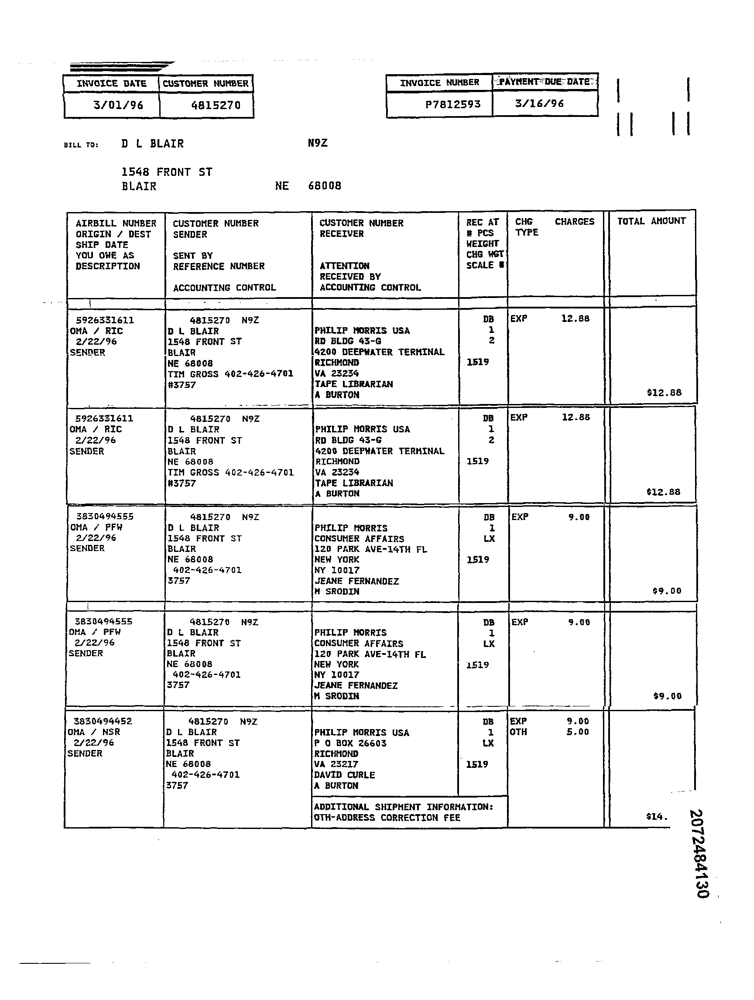 INVOICE DATE CUSTOMER NUMBER INVOICE NUMBER PAYMENT DUE DATE
3/01/96 4815270 P7812593 3/16/96
BILL TO: D L BLAIR N9Z
1548 FRONT ST
BLAIR NE 68008
AIRBILL NUMBER CUSTOMER NUMBER CUSTOMER NUMBER REC AT CHG CHARGES TOTAL AMOUNT
ORIGIN / DEST SENDER RECEIVER # PCS TYPE
SHIP DATE WEIGHT
YOU OWE AS SENT BY CHG WGT
DESCRIPTION REFERENCE NUMBER ATTENTION SCALE #
RECEIVED BY
ACCOUNTING CONTROL ACCOUNTING CONTROL
5926331611 4815270 N9Z DB EXP 12.88
OMA / RIC D L BLAIR PHILIP MORRIS USA 1
2/22/96 1548 FRONT ST RD BLDG 43-G 2
SENDER BLAIR 4200 DEEPWATER TERMINAL
NE 68008 RICHMOND 1519
TIM GROSS 402-426-4701 VA 23234
#3757 TAPE LIBRARIAN
A BURTON $12.88
5926331611 4815270 N9Z DB EXP 12.88
OMA / RIC D L BLAIR PHILIP MORRIS USA 1
2/22/96 1548 FRONT ST RD BLDG 43-G 2
SENDER BLAIR 4200 DEEPWATER TERMINAL
NE 68008 RICHMOND 1519
TIM GROSS 402-426-4701 VA 23234
#3757 TAPE LIBRARIAN
A BURTON $12.88
3830494555 4815270 N9Z DB EXP 9.00
OMA / PFW D L BLAIR PHILIP MORRIS 1
2/22/96 1548 FRONT ST CONSUMER AFFAIRS LX
SENDER BLAIR 120 PARK AVE-14TH FL
NE 68008 NEW YORK 1519
402-426-4701 NY 10017
3757 JEANE FERNANDEZ
M SRODIN $9.00
3830494555 4815270 N9Z DB EXP 9.00
OMA / PFW D L BLAIR PHILIP MORRIS 1
2/22/96 1548 FRONT ST CONSUMER AFFAIRS LX
SENDER BLAIR 120 PARK AVE-14TH FL
NE 68008 NEW YORK 1519
402-426-4701 NY 10017
3757 JEANE FERNANDEZ
M SRODIN $9.00
3830494452 4815270 N9Z DB EXP 9.00
OMA / NSR D L BLAIR PHILIP MORRIS USA 1 OTH 5.00
2/22/96 1548 FRONT ST P O BOX 26603 LX
SENDER BLAIR RICHMOND
NE 68008 VA 23217 1519
402-426-4701 DAVID CURLE
3757 A BURTON
ADDITIONAL SHIPMENT INFORMATION:
OTH-ADDRESS CORRECTION FEE $14.
2072484130